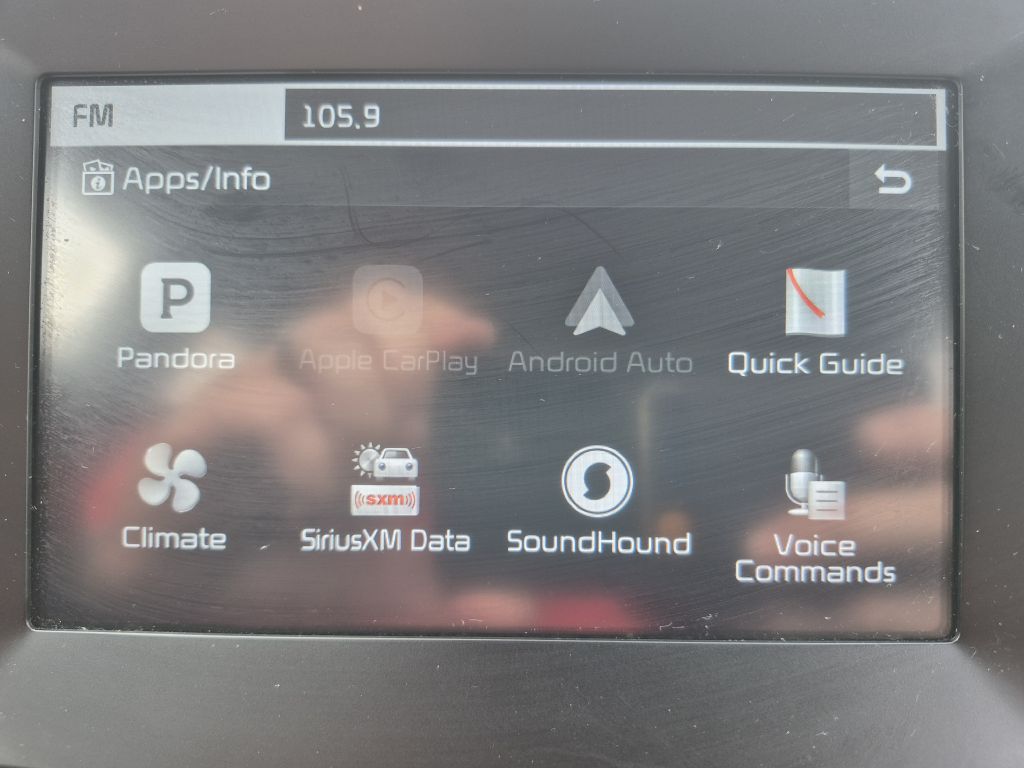 FM
105.9
Apps/Info
P
Pandora
Apple CarPlay
Android Auto
Quick Guide
Climate
((sxm))
SiriusXM Data
SoundHound
Voice
Commands